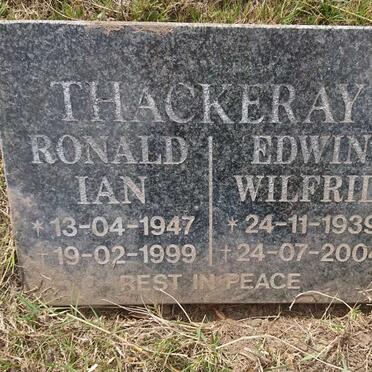 THACKERAY
RONALD EDWIN
IAN WILFRID
* 13-04-1947 * 24-11-1939
† 19-02-1999 † 24-07-2004
REST IN PEACE